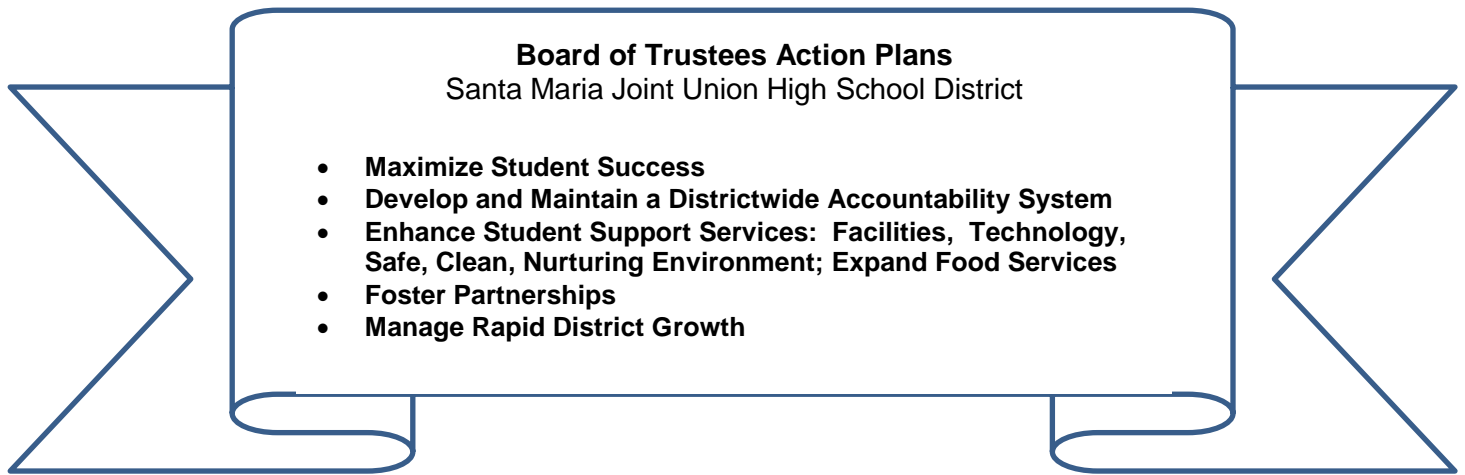 Board of Trustees Action Plans
Santa Maria Joint Union High School District
• Maximize Student Success
• Develop and Maintain a Districtwide Accountability System
• Enhance Student Support Services:  Facilities,  Technology,
Safe, Clean, Nurturing Environment; Expand Food Services
• Foster Partnerships
• Manage Rapid District Growth